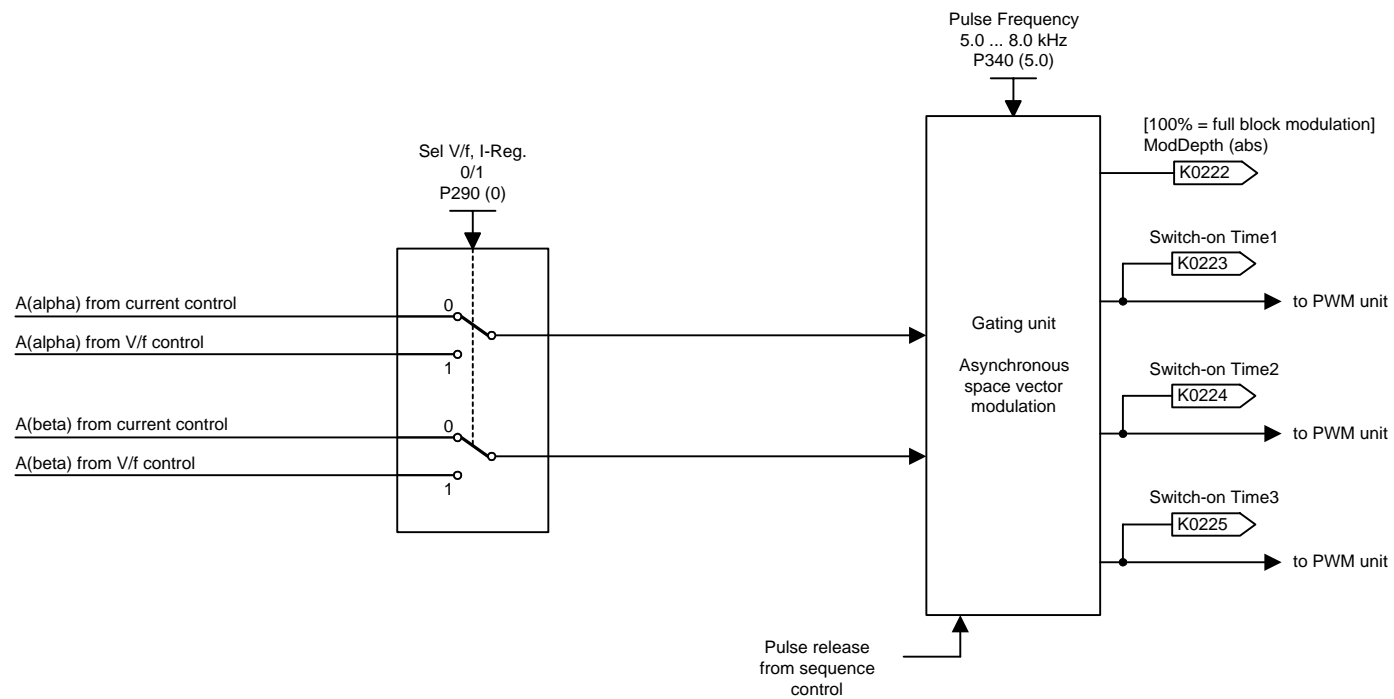 Pulse Frequency
5.0 ... 8.0 kHz
P340 (5.0)
[100% = full block modulation]
ModDepth (abs)
K0222
Sel V/f, I-Reg.
0/1
P290 (0)
Switch-on Time1
K0223
to PWM unit
A(alpha) from current control
0
A(alpha) from V/f control
1
Gating unit
Asynchronous
space vector
modulation
Switch-on Time2
K0224
to PWM unit
A(beta) from current control
0
A(beta) from V/f control
1
Switch-on Time3
K0225
to PWM unit
Pulse release
from sequence
control